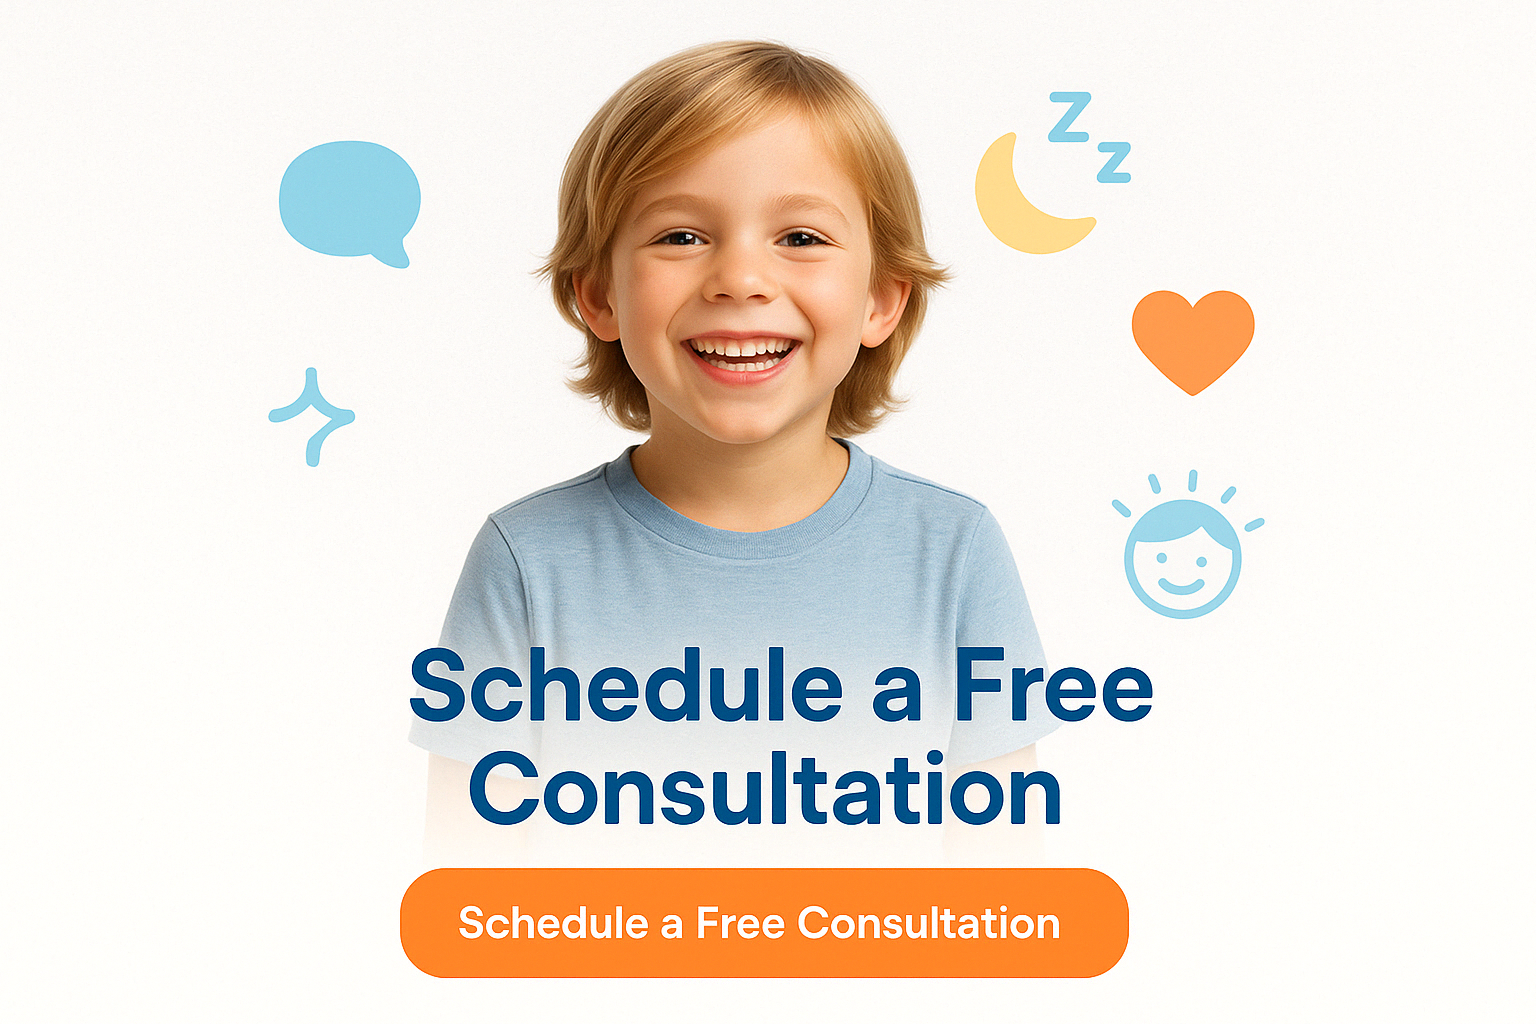 Z
Z
Schedule a Free
Consultation
Schedule a Free Consultation